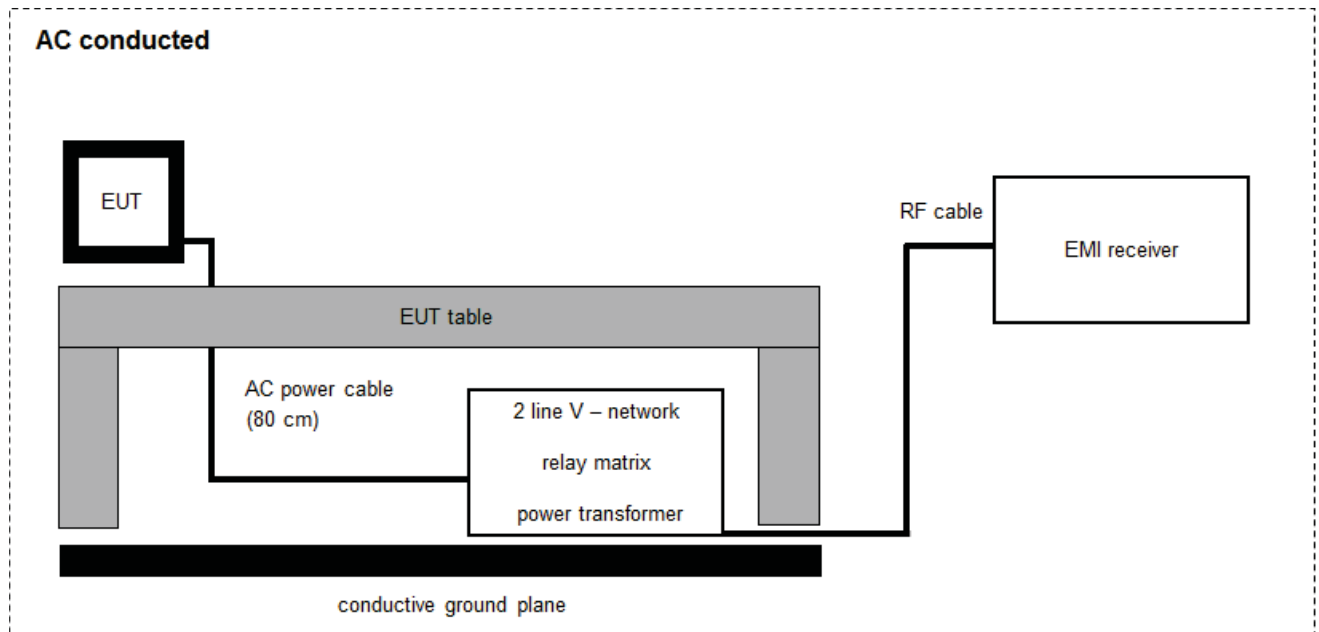 AC conducted
EUT
RF cable
EMI receiver
EUT table
AC power cable
(80 cm)
2 line V – network
relay matrix
power transformer
conductive ground plane